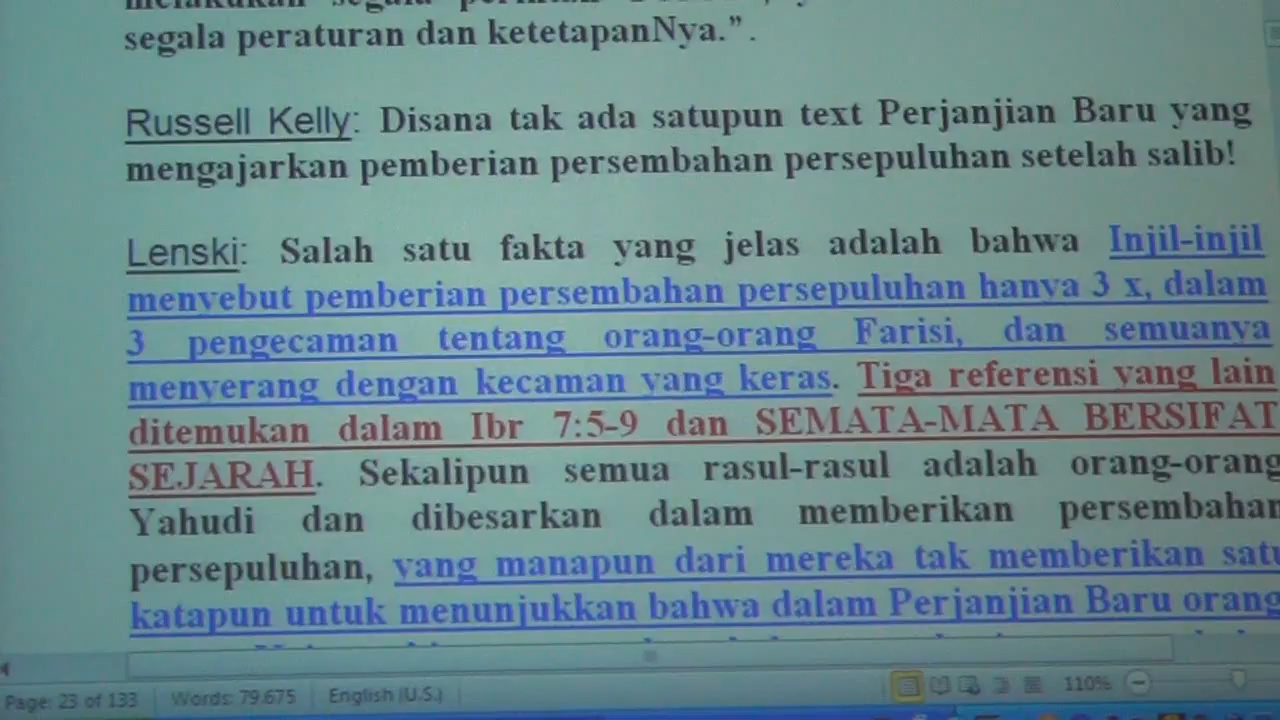 segala peraturan dan ketetapanNya.”.
Russell Kelly: Disana tak ada satupun text Perjanjian Baru yang
mengajarkan pemberian persembahan persepuluhan setelah salib!
Lenski: Salah satu fakta yang jelas adalah bahwa Injil-injil
menyebut pemberian persembahan persepuluhan hanya 3 x, dalam
3 pengecaman tentang orang-orang Farisi, dan semuanya
menyerang dengan kecaman yang keras. Tiga referensi yang lain
ditemukan dalam Ibr 7:5-9 dan SEMATA-MATA BERSIFAT
SEJARAH. Sekalipun semua rasul-rasul adalah orang-orang
Yahudi dan dibesarkan dalam memberikan persembahan
persepuluhan, yang manapun dari mereka tak memberikan satu
katapun untuk menunjukkan bahwa dalam Perjanjian Baru orang
Page: 23 of 133 Words: 79.675 English (U.S.) 110%